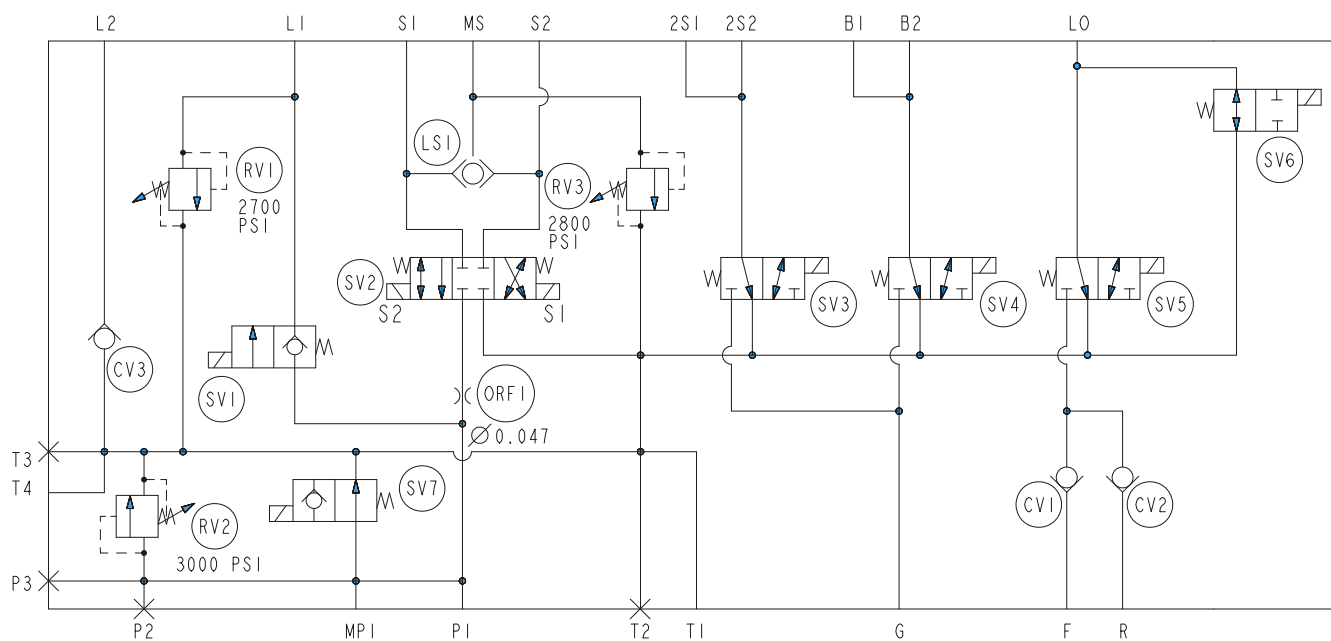 L2 L1 S1 MS S2 2S1 2S2 B1 B2 LO
LS1
RV1
2700
PSI
RV3
2800
PSI
SV6
SV2
S2 S1
SV3
SV4
SV5
CV3
SV1
ORF1
Ø0.047
T3
T4
SV7
RV2
3000 PSI
CV1
CV2
P3
P2 MP1 P1 T2 T1 G F R